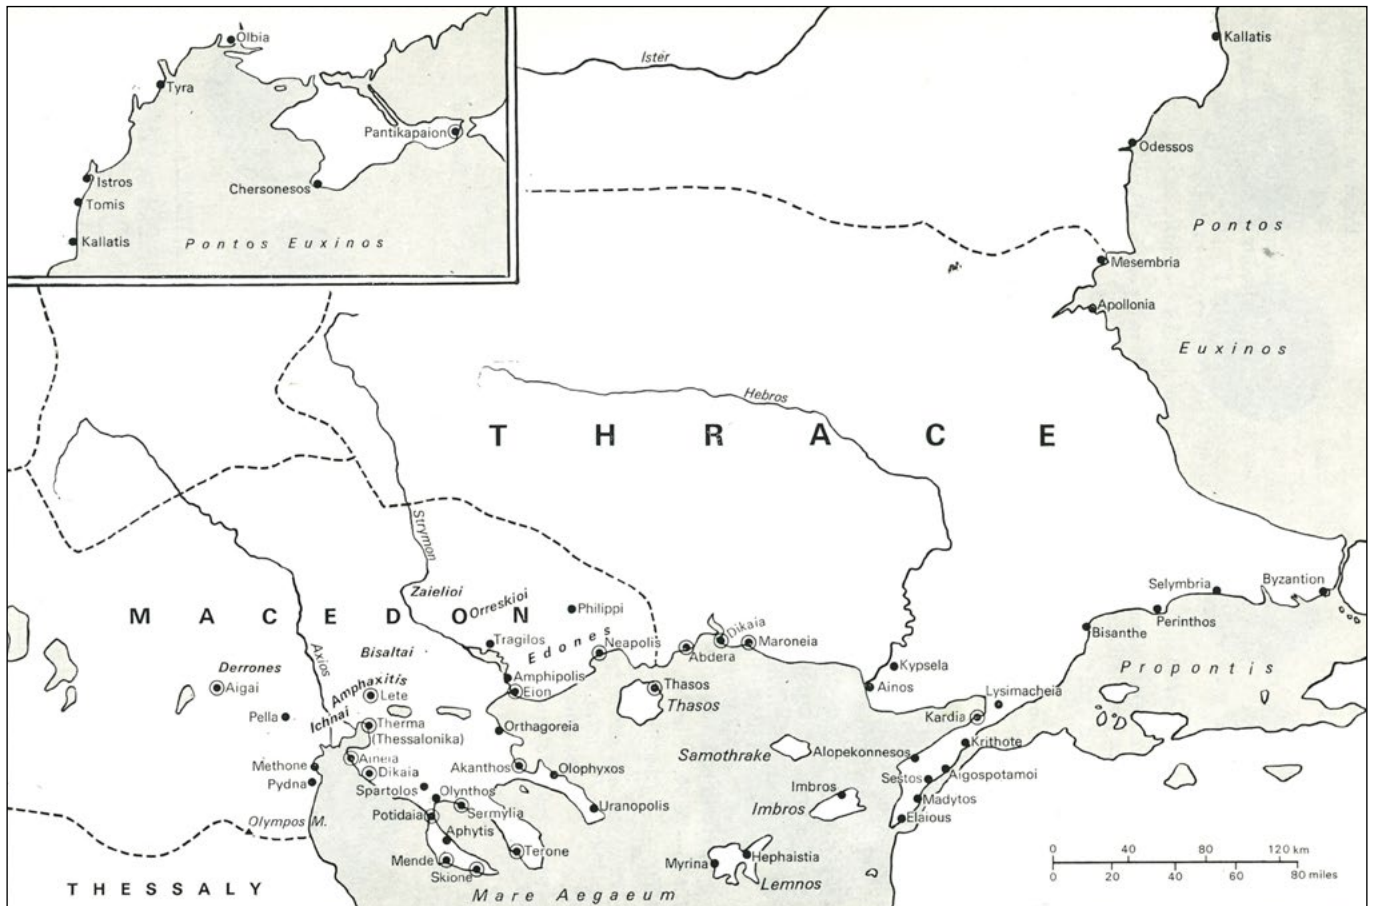 Olbia
Tyra
Pantikapaion
Istros
Chersonesos
Tomis
Kallatis
Pontos Euxinos
Ister
Kallatis
Odessos
Pontos
Mesembria
Apollonia
Euxinos
Hebros
THRACE
Strymon
Selymbria
Byzantion
Zaielioi
Orreskioi
MACEDON
Philippi
Perinthos
Bisanthe
Tragilos
Edones
Neapolis
Dikaia
Maroneia
Abdera
Bisaltai
Axios
Derrones
Kypsela
Propontis
Amphipolis
Aigai
Amphaxitis
Lete
Eion
Thasos
Thasos
Ainos
Lysimacheia
Pella
Ichnai
Therma
(Thessalonika)
Orthagoreia
Kardia
Krithote
Samothrake
Alopekonnesos
Methone
Aineia
Dikaia
Akanthos
Olophyxos
Pydna
Spartolos
Olynthos
Sestos
Aigospotamoi
Imbros
Imbros
Madytos
Uranopolis
Potidaia
Sermylia
Olympos M.
Elaious
Aphytis
Mende
Terone
Skione
Myrina
Hephaistia
Lemnos
THESSALY
Mare Aegaeum
0 40 80 120 km
0 20 40 60 80 miles